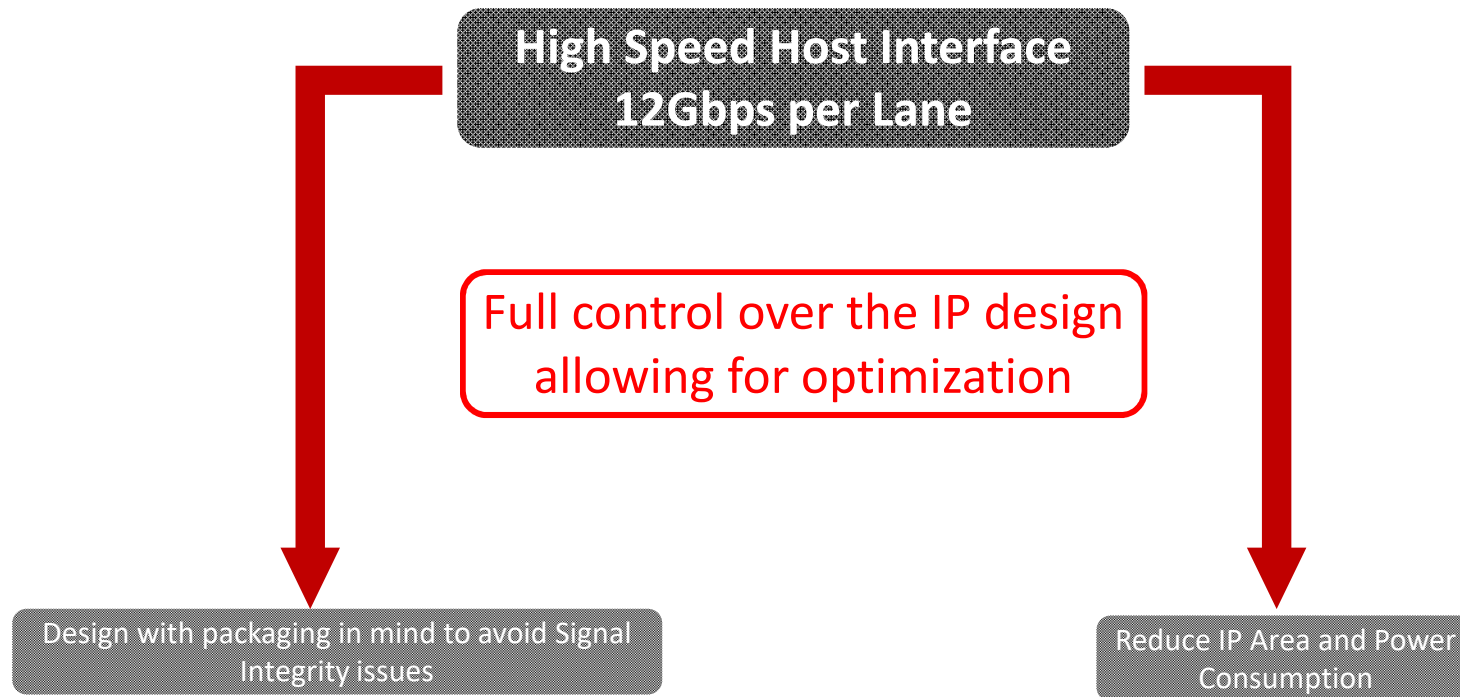 High Speed Host Interface
12Gbps per Lane
Full control over the IP design
allowing for optimization
Design with packaging in mind to avoid Signal
Integrity issues
Reduce IP Area and Power
Consumption